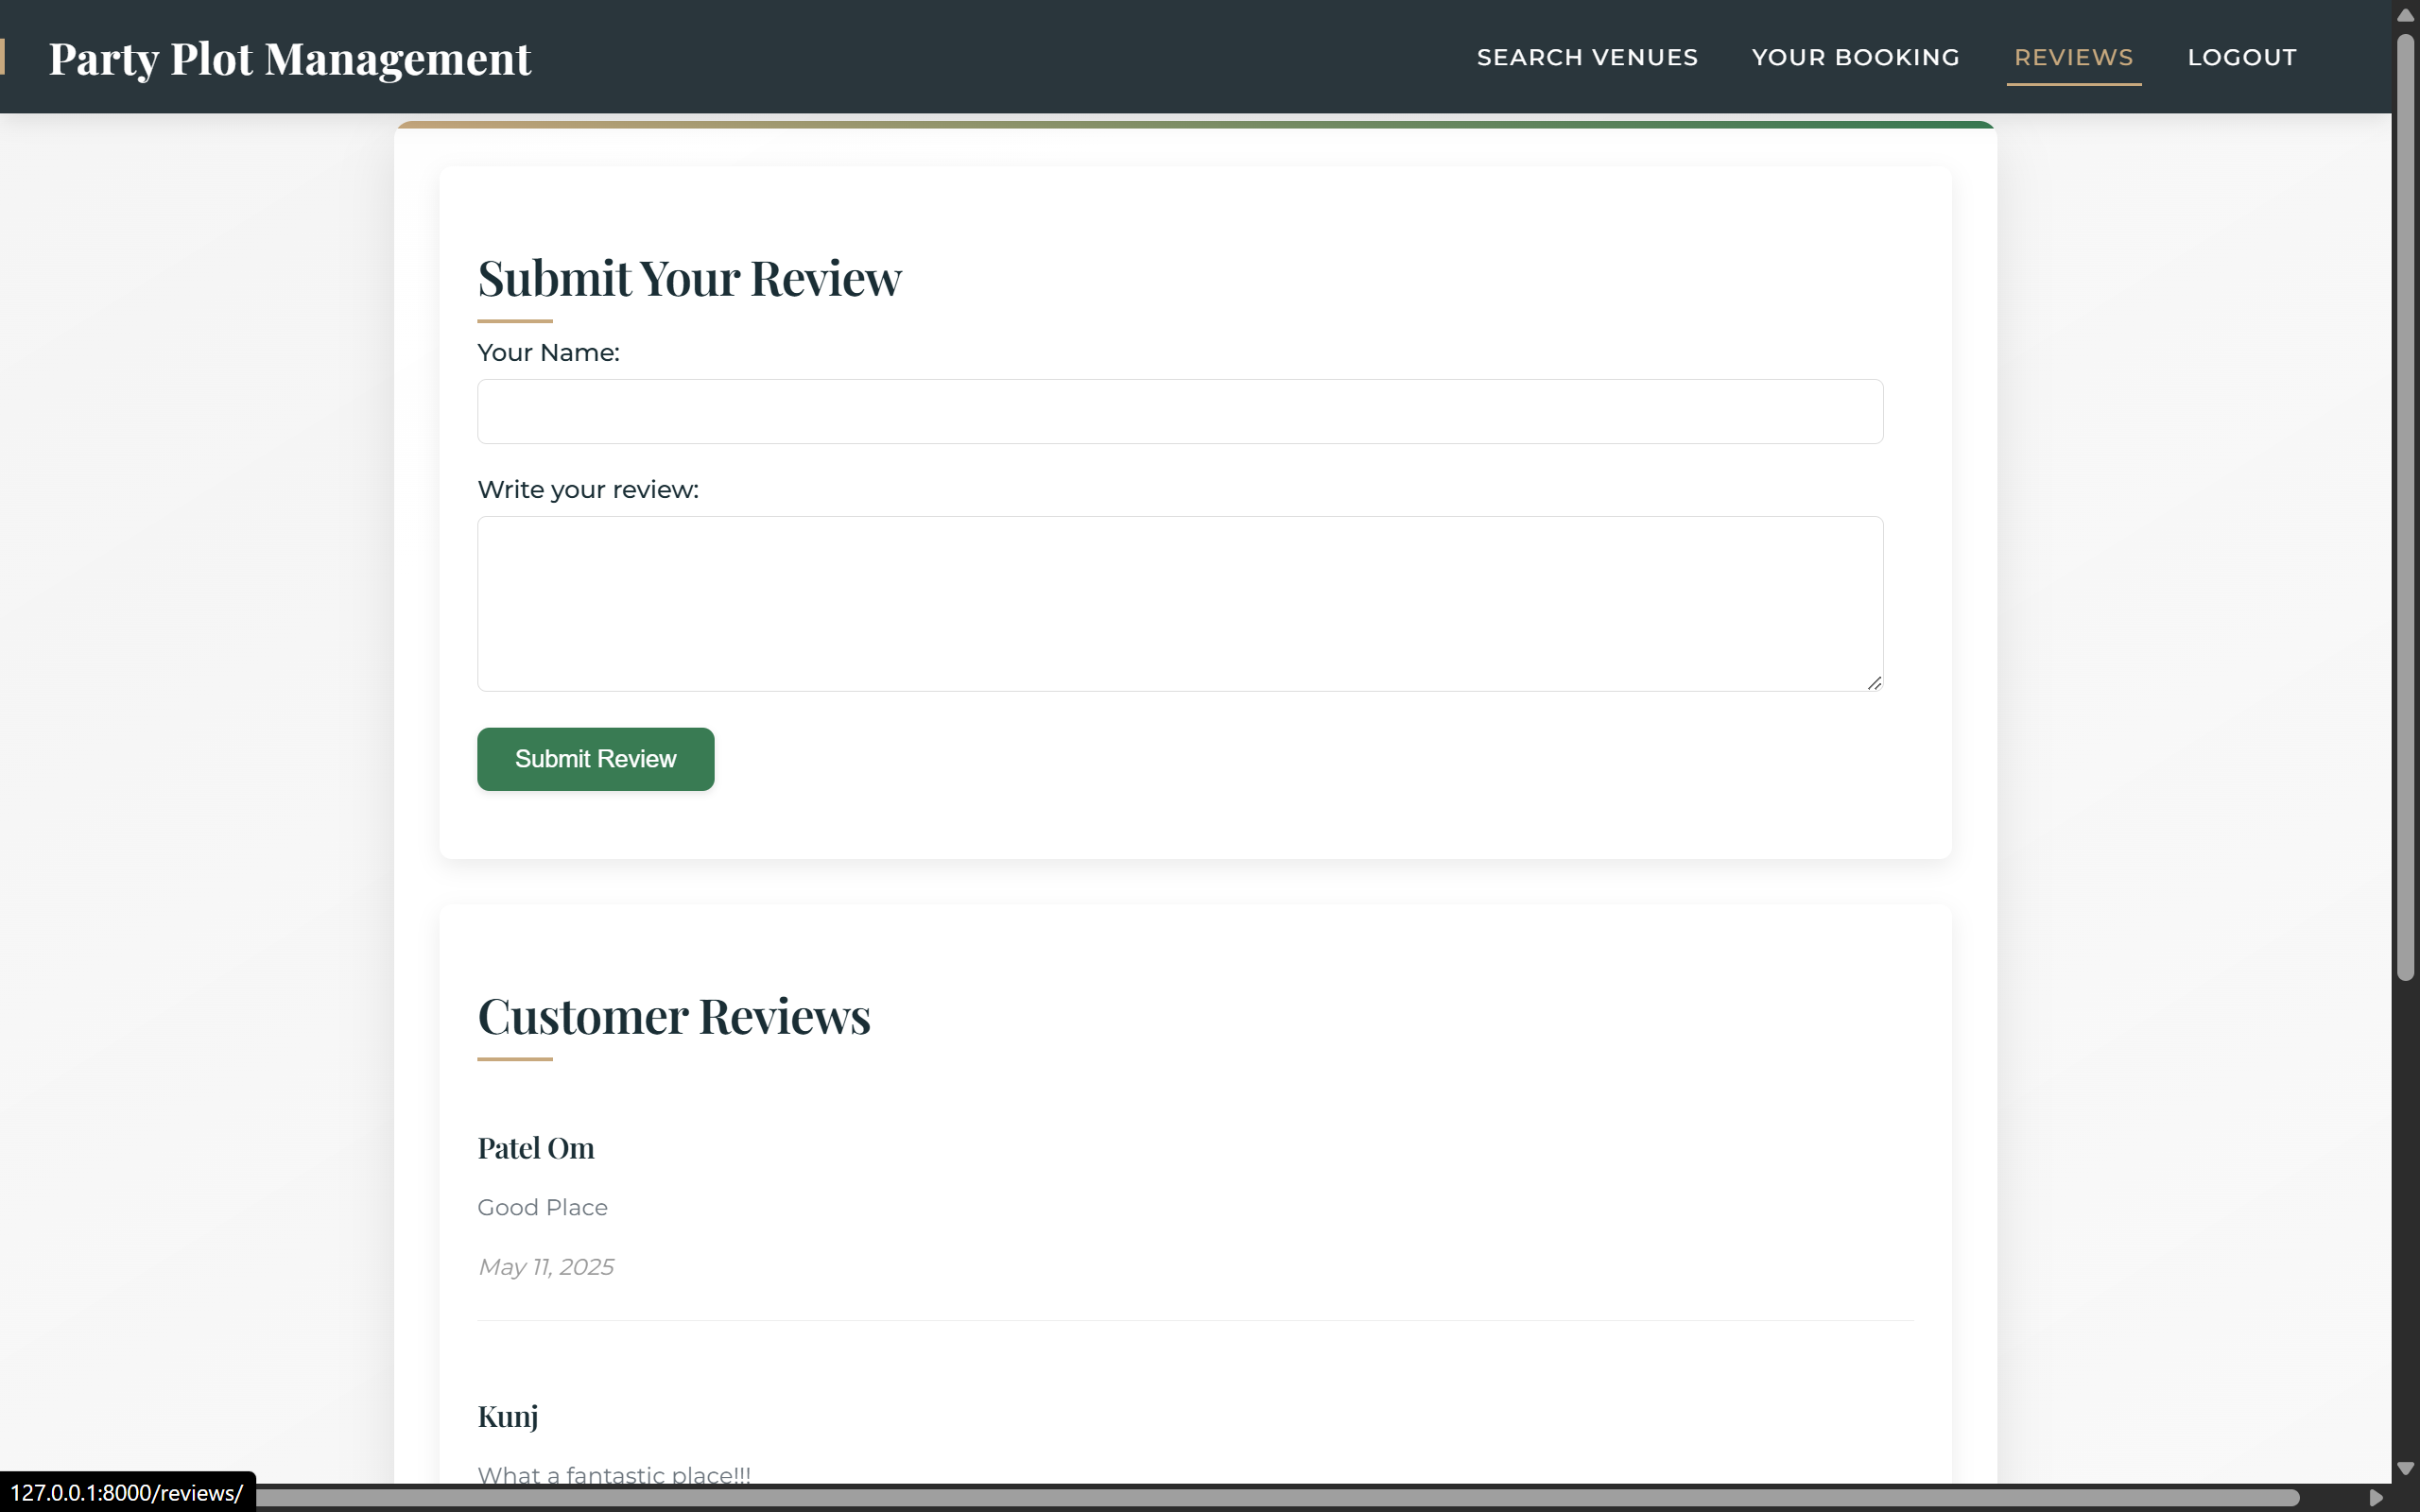 Party Plot Management
SEARCH VENUES
YOUR BOOKING
REVIEWS
LOGOUT
Submit Your Review
Your Name:
Write your review:
Submit Review
Customer Reviews
Patel Om
Good Place
May 11, 2025
Kunj
What a fantastic place!!!
127.0.0.1:8000/reviews/